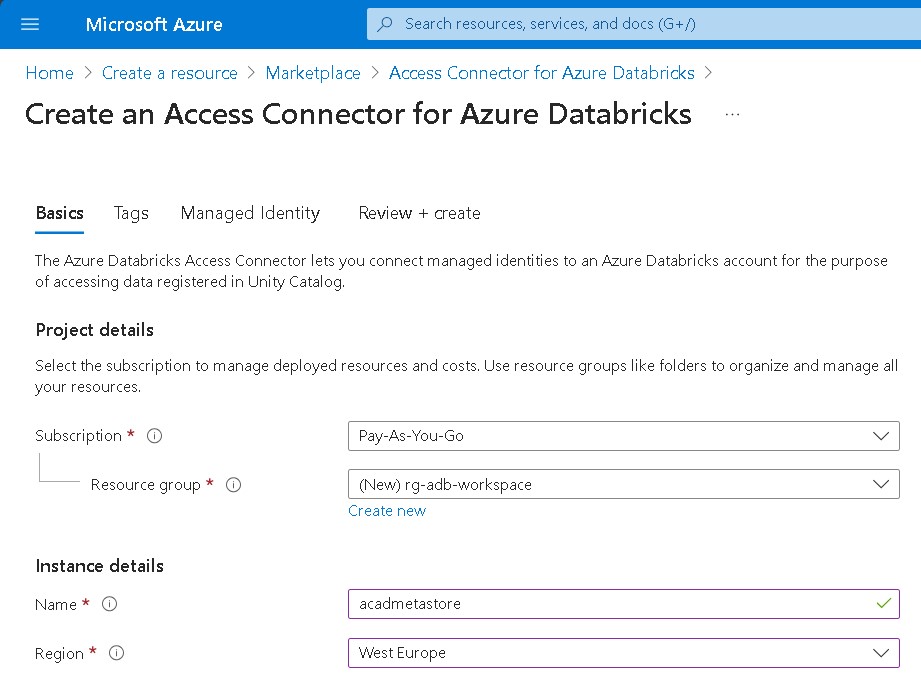 Microsoft Azure
Search resources, services, and docs (G+/)
Home > Create a resource > Marketplace > Access Connector for Azure Databricks >
Create an Access Connector for Azure Databricks ...
Basics Tags Managed Identity Review + create
The Azure Databricks Access Connector lets you connect managed identities to an Azure Databricks account for the purpose
of accessing data registered in Unity Catalog.
Project details
Select the subscription to manage deployed resources and costs. Use resource groups like folders to organize and manage all
your resources.
Subscription * Pay-As-You-Go
Resource group * (New) rg-adb-workspace
Create new
Instance details
Name * acadmetastore
Region * West Europe